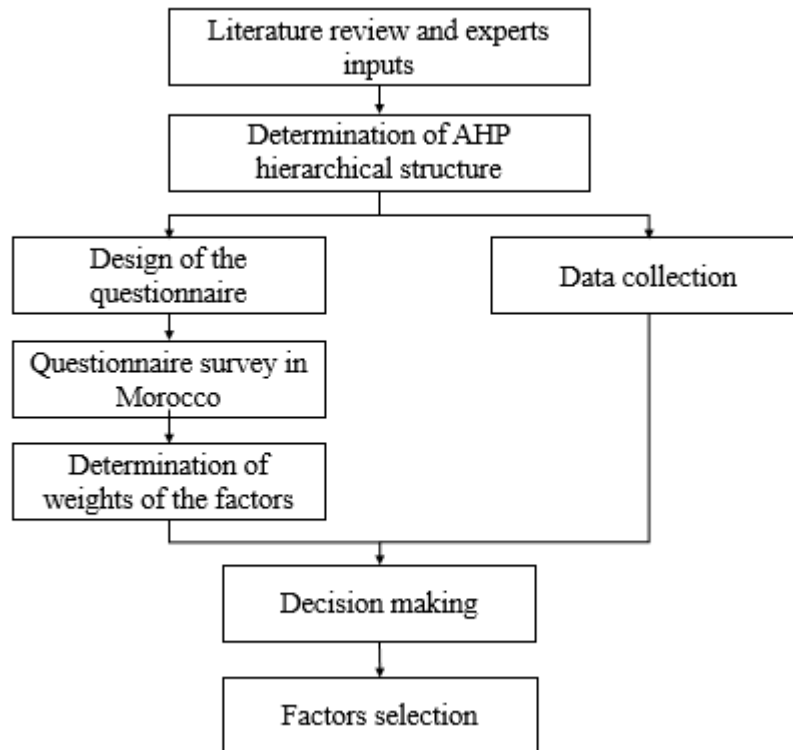 Literature review and experts
inputs
Determination of AHP
hierarchical structure
Design of the
questionnaire
Data collection
Questionnaire survey in
Morocco
Determination of
weights of the factors
Decision making
Factors selection